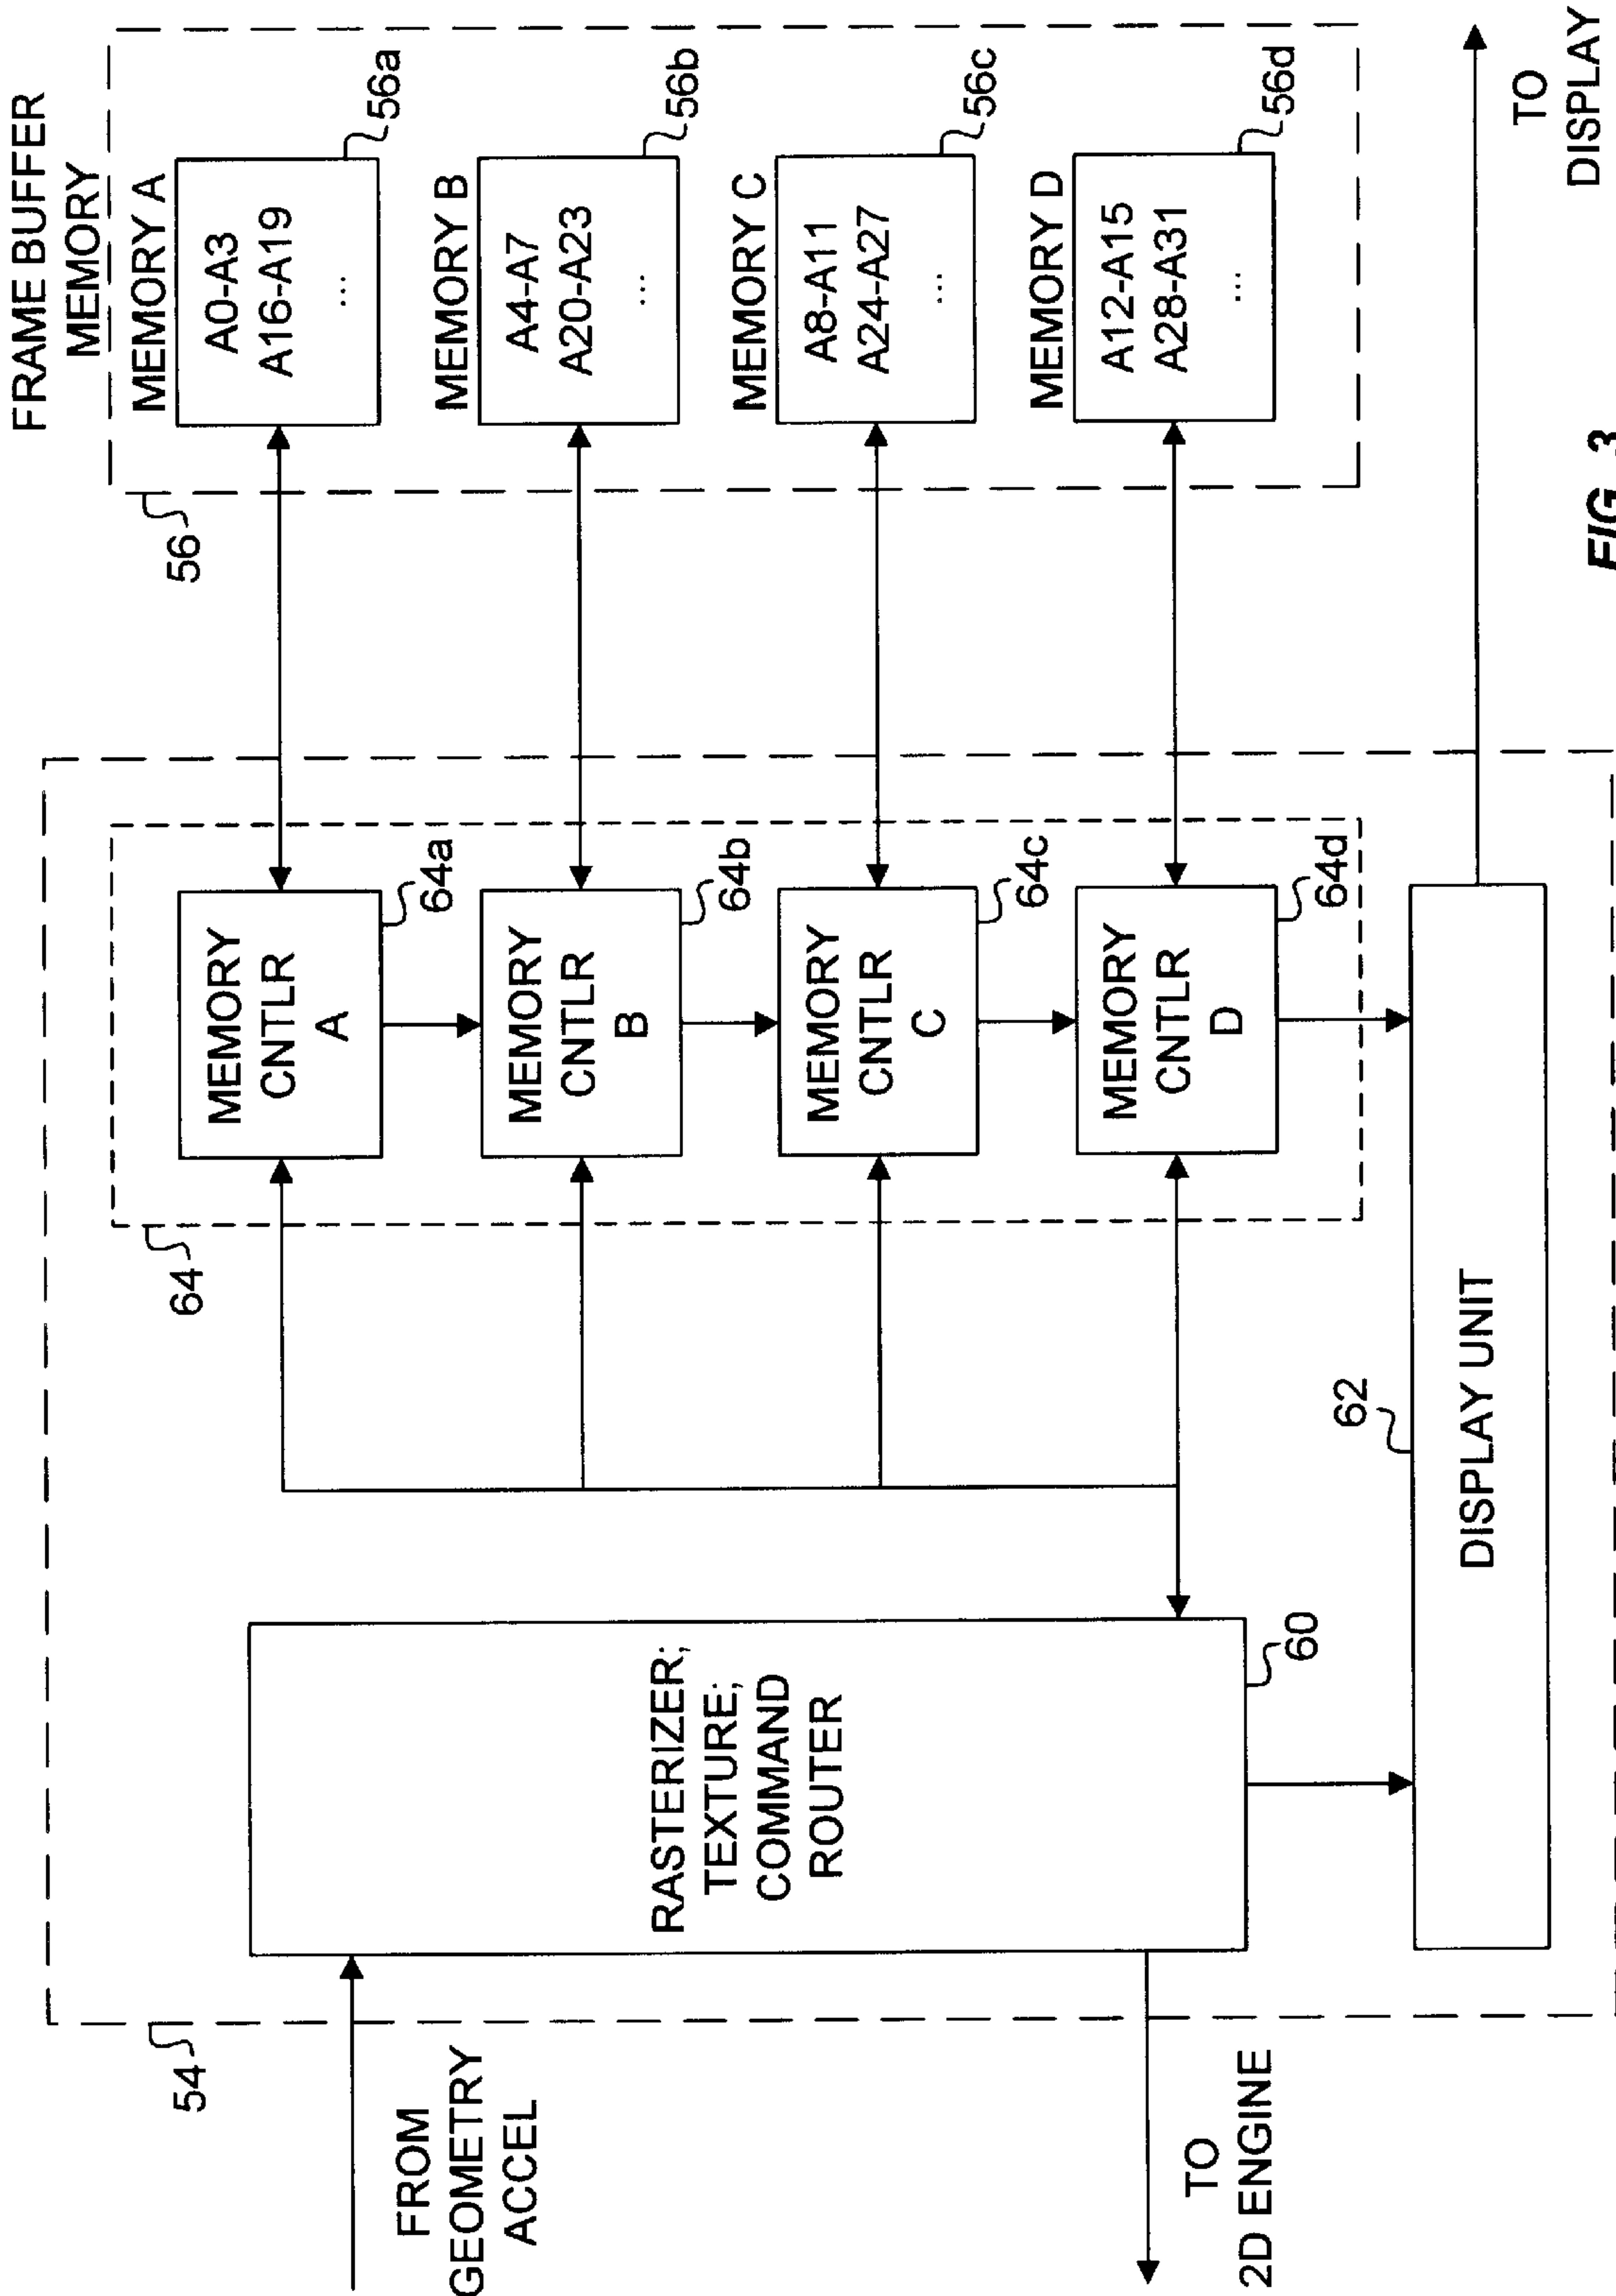 FRAME BUFFER
MEMORY
MEMORY A
A0-A3
A16-A19
...
56a
MEMORY B
A4-A7
A20-A23
...
56b
MEMORY C
A8-A11
A24-A27
...
56c
MEMORY D
A12-A15
A28-A31
...
56d
56
64
MEMORY
CNTLR
A
64a
MEMORY
CNTLR
B
64b
MEMORY
CNTLR
C
64c
MEMORY
CNTLR
D
64d
54
FROM
GEOMETRY
ACCEL
RASTERIZER;
TEXTURE;
COMMAND
ROUTER
60
TO
2D ENGINE
62
DISPLAY UNIT
TO
DISPLAY
FIG. 3